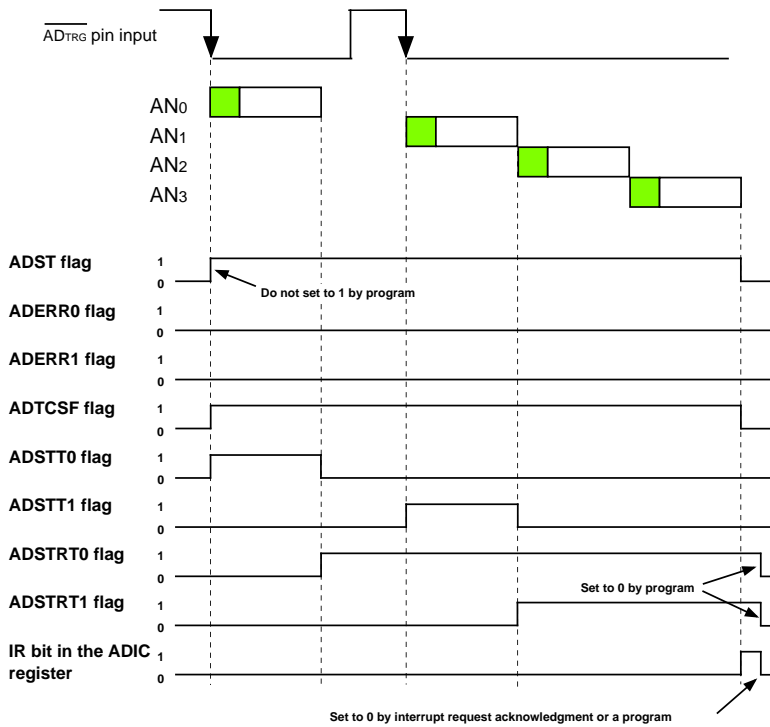 ADTRG pin input
AN0
AN1
AN2
AN3
ADST flag 1
0
Do not set to 1 by program
ADERR0 flag 1
0
ADERR1 flag 1
0
ADTCSF flag 1
0
ADSTT0 flag 1
0
ADSTT1 flag 1
0
ADSTRT0 flag 1
0
Set to 0 by program
ADSTRT1 flag 1
0
IR bit in the ADIC 1
register 0
Set to 0 by interrupt request acknowledgment or a program